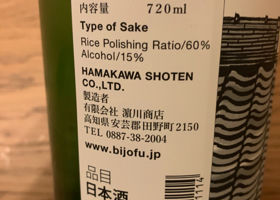 内容量 720ml
Type of Sake
Rice Polishing Ratio/60%
Alcohol/15%
HAMAKAWA SHOTEN
CO.,LTD.
製造者
有限会社 濵川商店
高知県安芸郡田野町2150
TEL 0887-38-2004
www.bijofu.jp
品目
日本酒